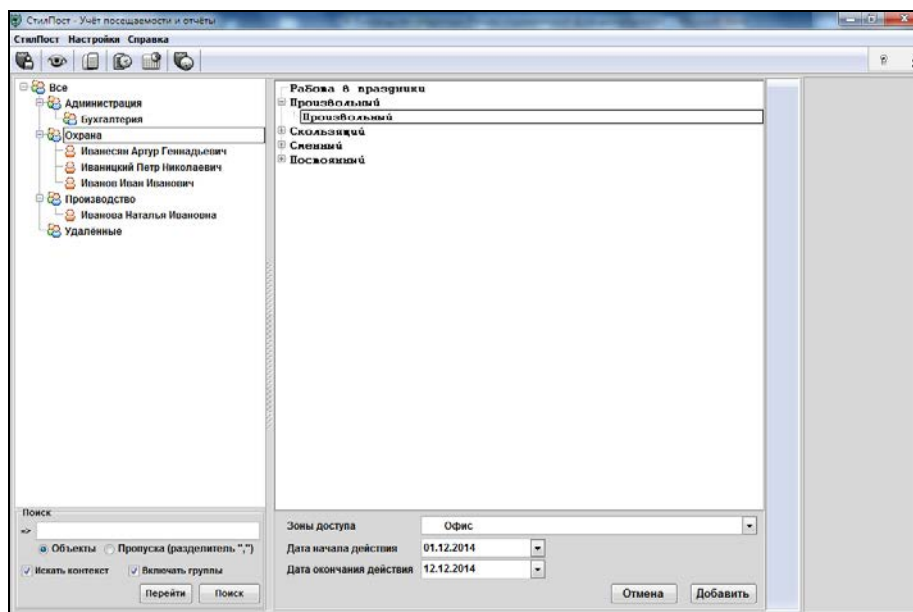 СтилПост - Учёт посещаемости и отчёты
СтилПост Настройки Справка
Все
Администрация
Бухгалтерия
Охрана
Иванесян Артур Геннадьевич
Иваницкий Петр Николаевич
Иванов Иван Иванович
Производство
Иванова Наталья Ивановна
Удалённые
Работа в праздники
Произвольный
Произвольный
Скользящий
Сменный
Постоянный
Поиск
=>
Объекты Пропуска (разделитель ",")
Искать контекст Включать группы
Перейти Поиск
Зоны доступа Офис
Дата начала действия 01.12.2014
Дата окончания действия 12.12.2014
Отмена Добавить